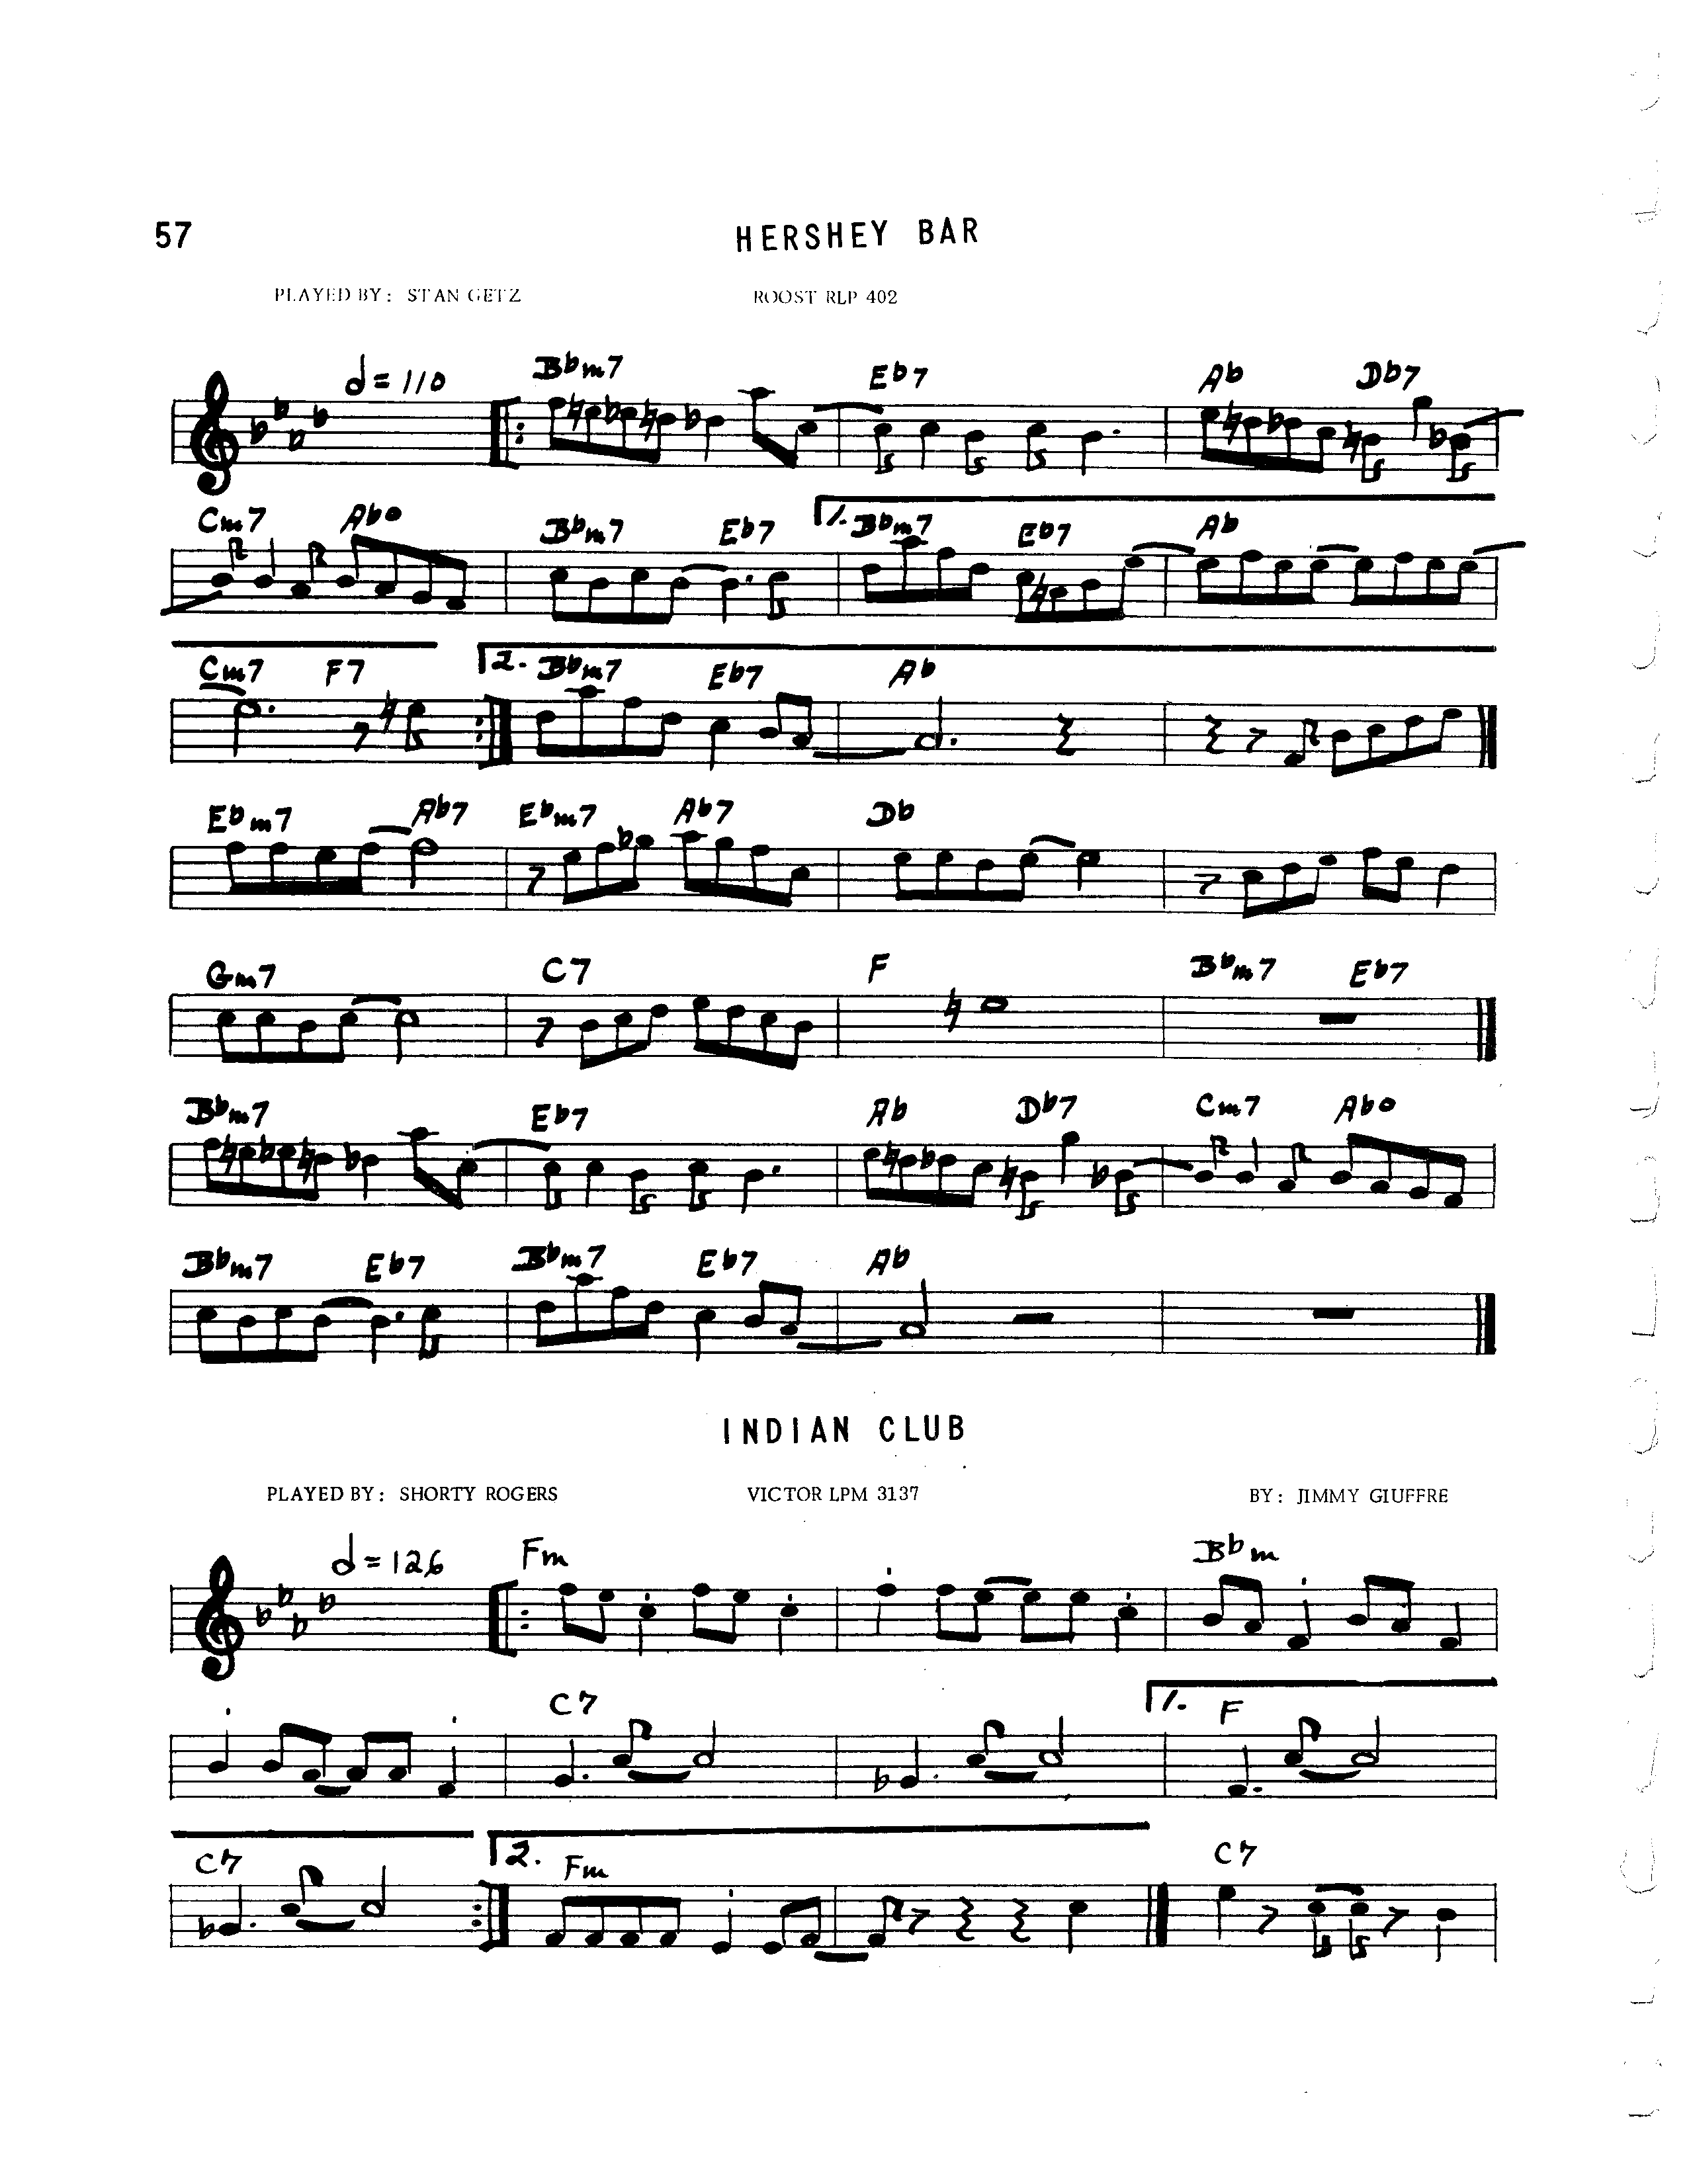 57 HERSHEY BAR
PLAYED BY: STAN GETZ ROOST RLP 402
𝅗𝅥 = 110 Bbm7 Eb7 Ab Db7
Cm7 Abo Bbm7 Eb7 1. Bbm7 Eb7 Ab
Cm7 F7 2. Bbm7 Eb7 Ab
Ebm7 Ab7 Ebm7 Ab7 Db
Gm7 C7 F Bbm7 Eb7
Bbm7 Eb7 Ab Db7 Cm7 Abo
Bbm7 Eb7 Bbm7 Eb7 Ab
INDIAN CLUB
PLAYED BY: SHORTY ROGERS VICTOR LPM 3137 BY: JIMMY GIUFFRE
𝅗𝅥 = 126 Fm Bbm
C7 1. F
C7 2. Fm C7